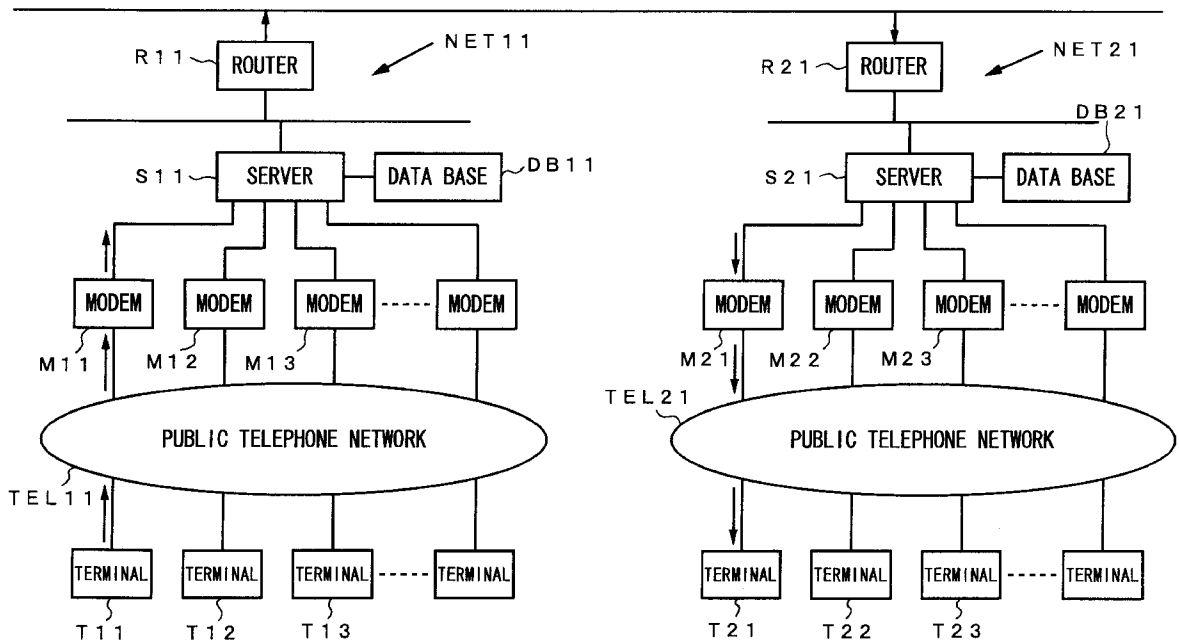 NET11
R11
ROUTER
S11
SERVER
DATA BASE
DB11
MODEM
MODEM
MODEM
MODEM
M11
M12
M13
PUBLIC TELEPHONE NETWORK
TEL11
TERMINAL
TERMINAL
TERMINAL
TERMINAL
T11
T12
T13
NET21
R21
ROUTER
DB21
S21
SERVER
DATA BASE
MODEM
MODEM
MODEM
MODEM
M21
M22
M23
TEL21
PUBLIC TELEPHONE NETWORK
TERMINAL
TERMINAL
TERMINAL
TERMINAL
T21
T22
T23